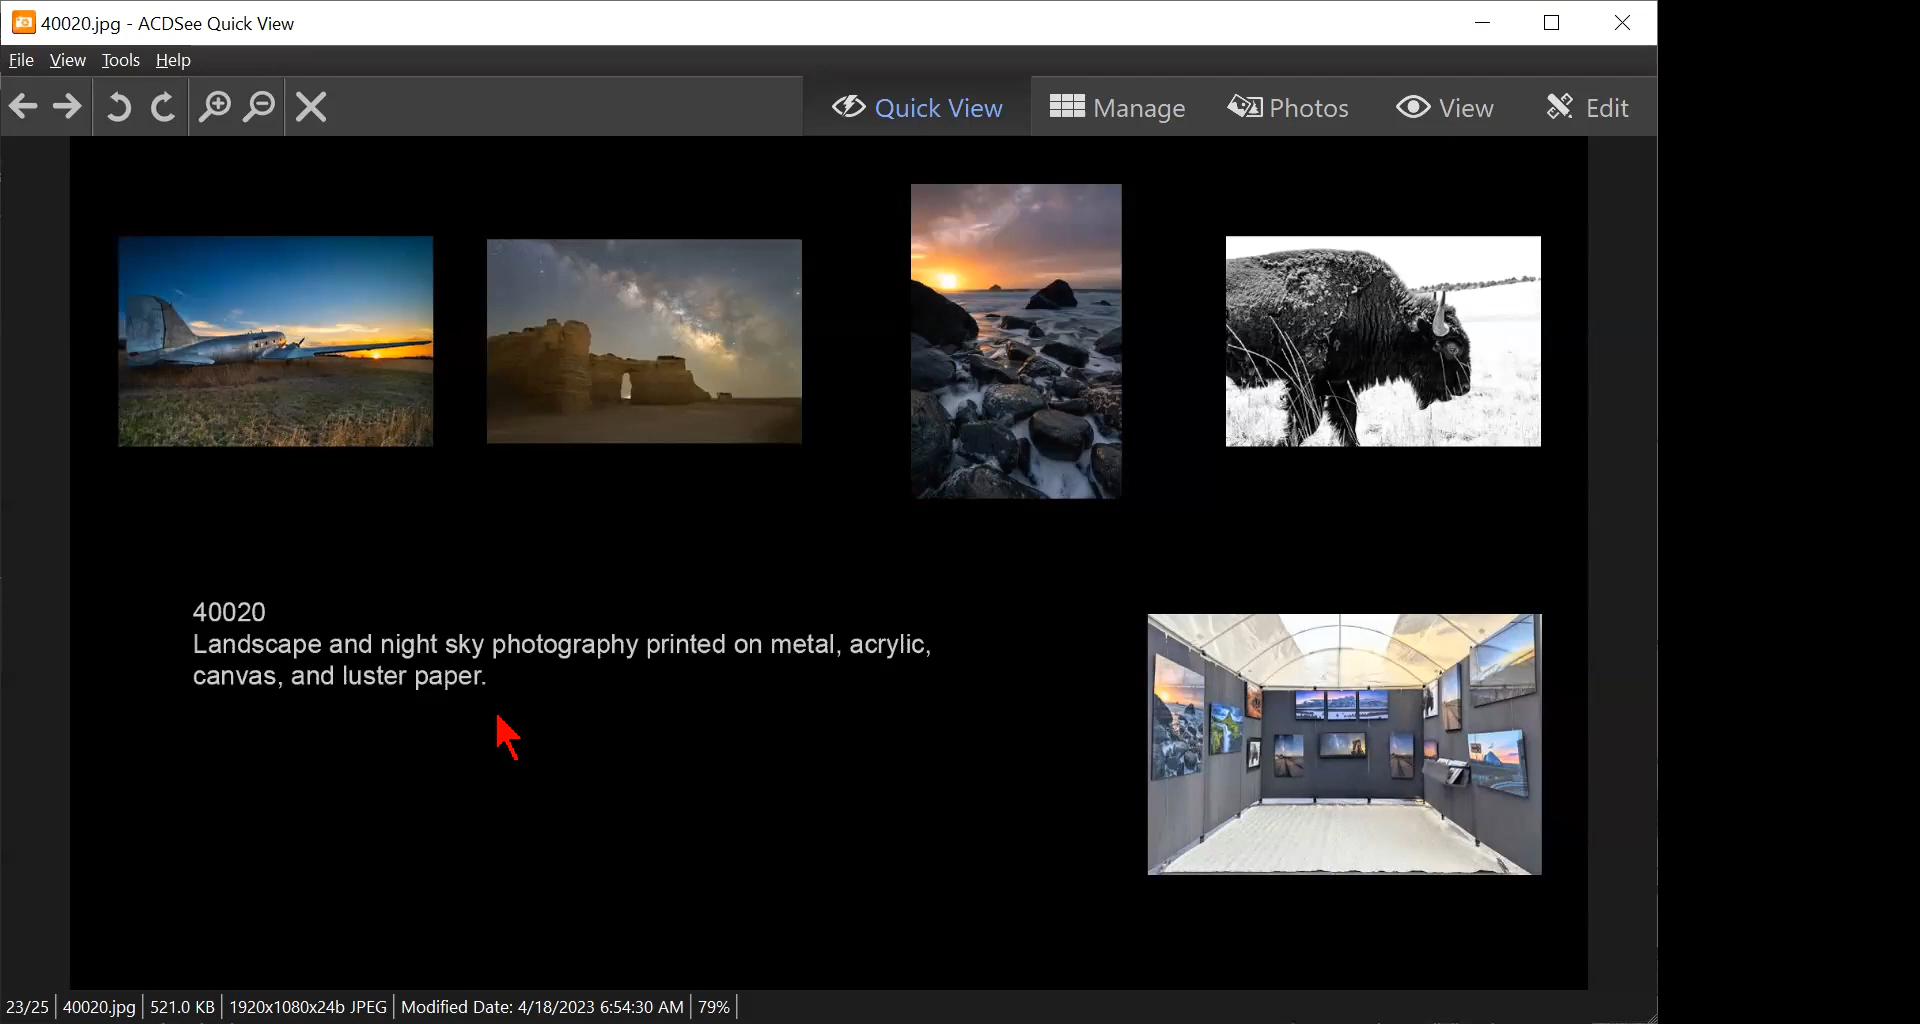 40020.jpg - ACDSee Quick View
File View Tools Help
Quick View Manage Photos View Edit
40020
Landscape and night sky photography printed on metal, acrylic,
canvas, and luster paper.
23/25 40020.jpg 521.0 KB 1920x1080x24b JPEG Modified Date: 4/18/2023 6:54:30 AM 79%